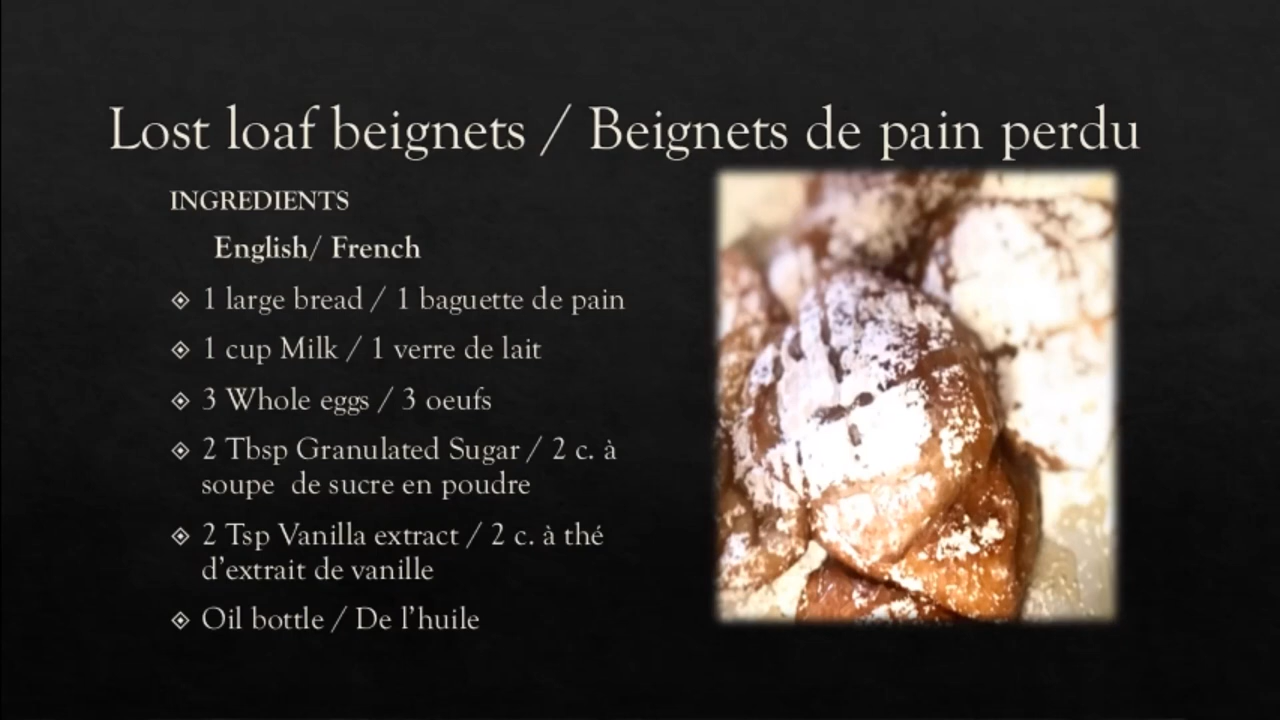 Lost loaf beignets / Beignets de pain perdu
INGREDIENTS
English/ French
1 large bread / 1 baguette de pain
1 cup Milk / 1 verre de lait
3 Whole eggs / 3 oeufs
2 Tbsp Granulated Sugar / 2 c. à
soupe de sucre en poudre
2 Tsp Vanilla extract / 2 c. à thé
d’extrait de vanille
Oil bottle / De l’huile